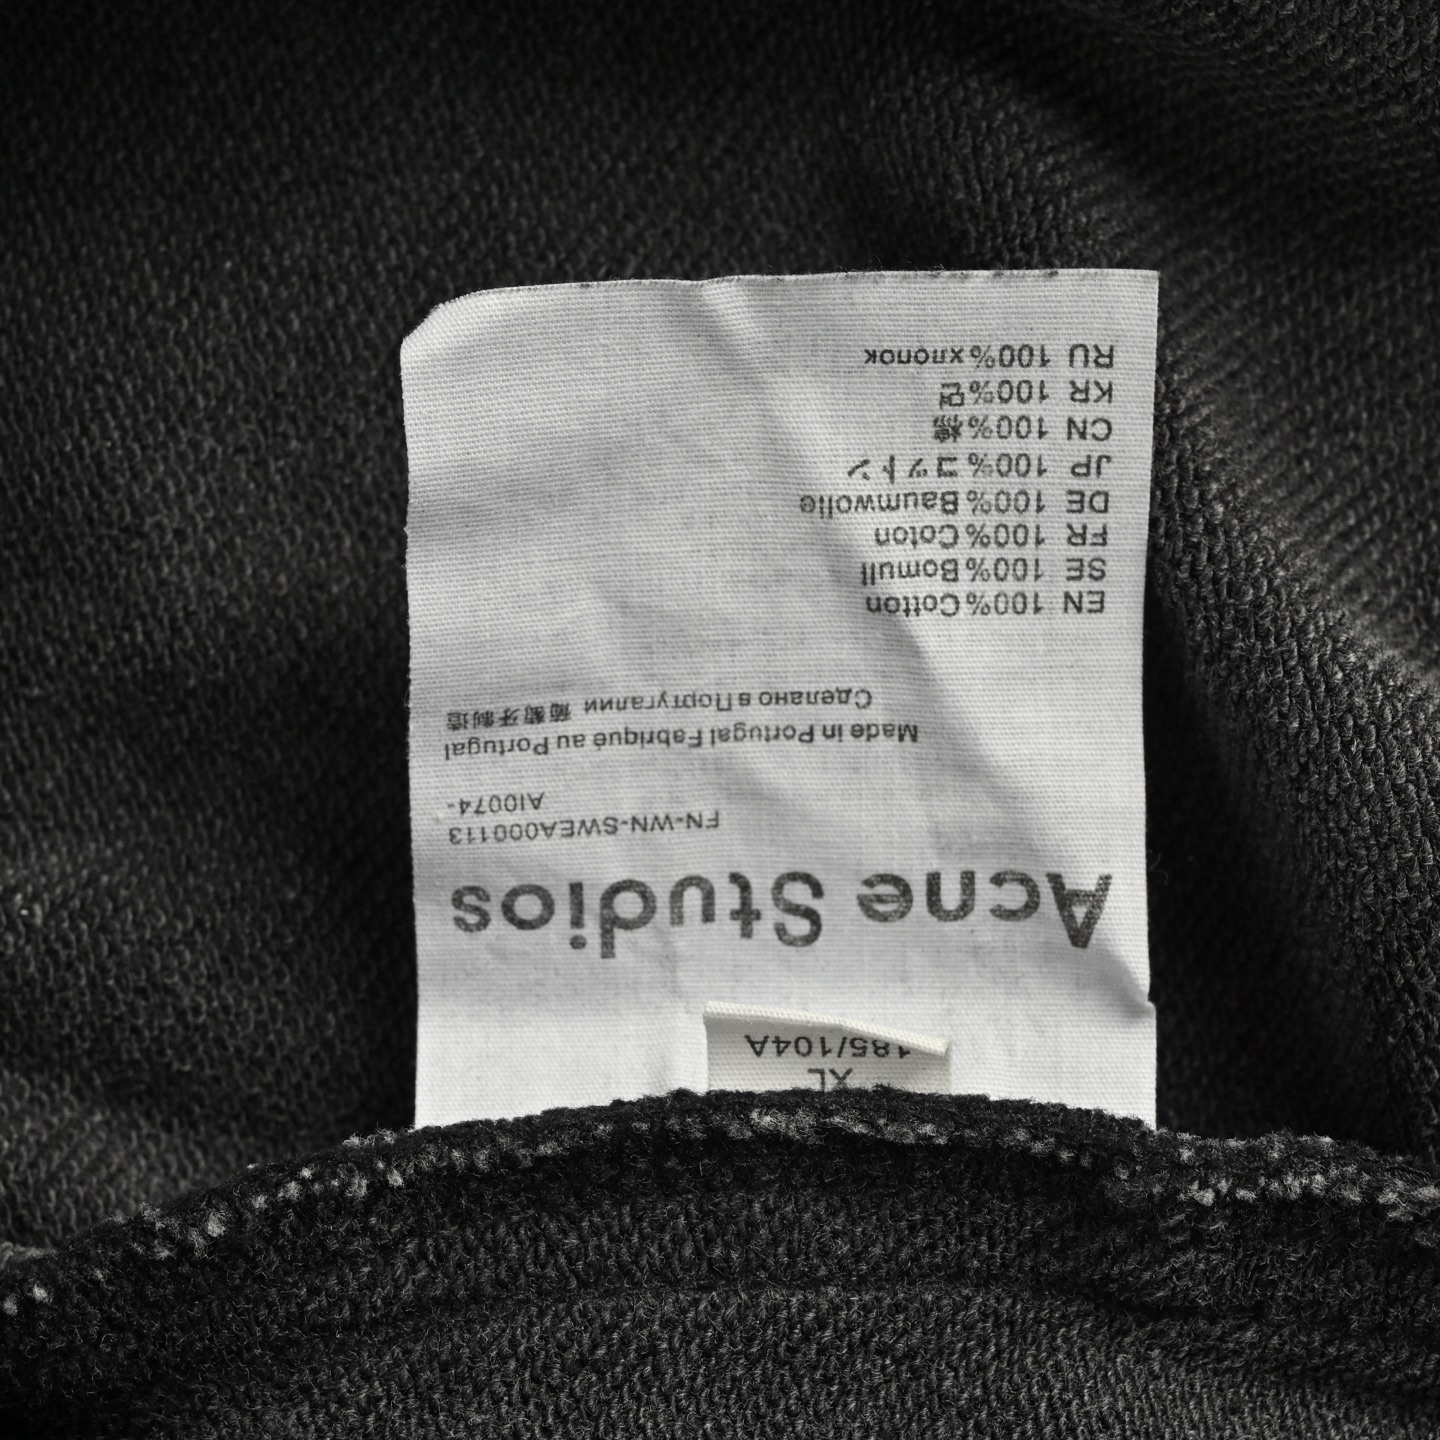 XL
185/104A
Acne Studios
FN-WN-SWEA000113
AI0074-
Made in Portugal Fabriqué au Portugal
Сделано в Португалии 葡萄牙制造
EN 100% Cotton
SE 100% Bomull
FR 100% Coton
DE 100% Baumwolle
JP 100% コットン
CN 100% 棉
KR 100% 면
RU 100% хлопок